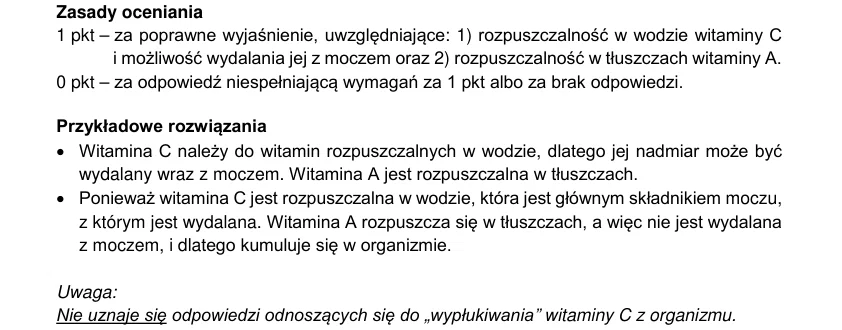 Zasady oceniania
1 pkt – za poprawne wyjaśnienie, uwzględniające: 1) rozpuszczalność w wodzie witaminy C
i możliwość wydalania jej z moczem oraz 2) rozpuszczalność w tłuszczach witaminy A.
0 pkt – za odpowiedź niespełniającą wymagań za 1 pkt albo za brak odpowiedzi.
Przykładowe rozwiązania
• Witamina C należy do witamin rozpuszczalnych w wodzie, dlatego jej nadmiar może być
wydalany wraz z moczem. Witamina A jest rozpuszczalna w tłuszczach.
• Ponieważ witamina C jest rozpuszczalna w wodzie, która jest głównym składnikiem moczu,
z którym jest wydalana. Witamina A rozpuszcza się w tłuszczach, a więc nie jest wydalana
z moczem, i dlatego kumuluje się w organizmie.
Uwaga:
Nie uznaje się odpowiedzi odnoszących się do „wypłukiwania” witaminy C z organizmu.